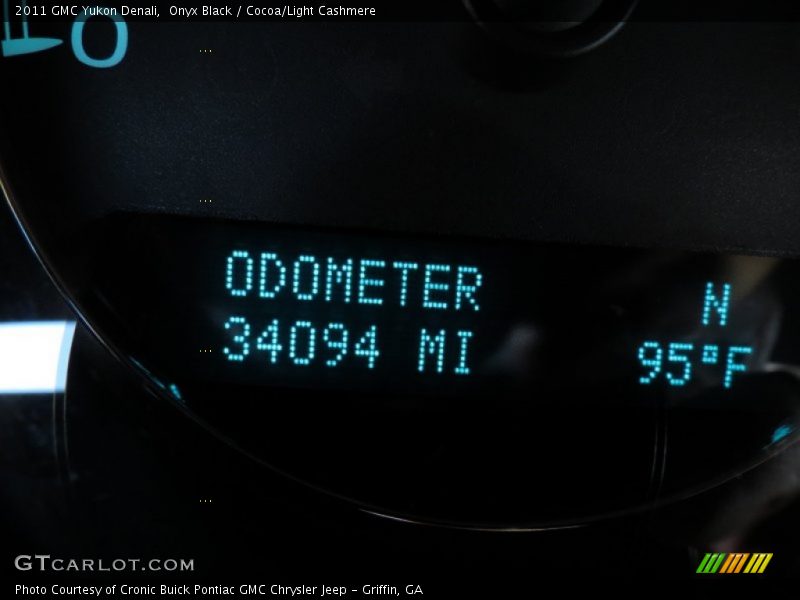 2011 GMC Yukon Denali,  Onyx Black / Cocoa/Light Cashmere
0
ODOMETER
34094 MI
N
95°F
GTCARLOT.COM
Photo Courtesy of Cronic Buick Pontiac GMC Chrysler Jeep - Griffin, GA